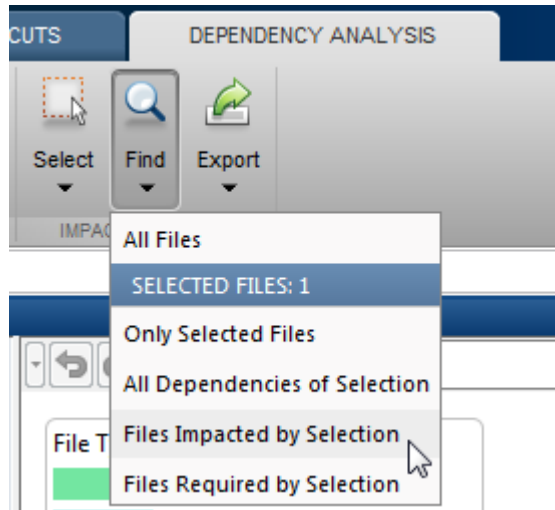 CUTS
DEPENDENCY ANALYSIS
Select
Find
Export
IMPAC
All Files
SELECTED FILES: 1
Only Selected Files
All Dependencies of Selection
Files Impacted by Selection
File T
Files Required by Selection